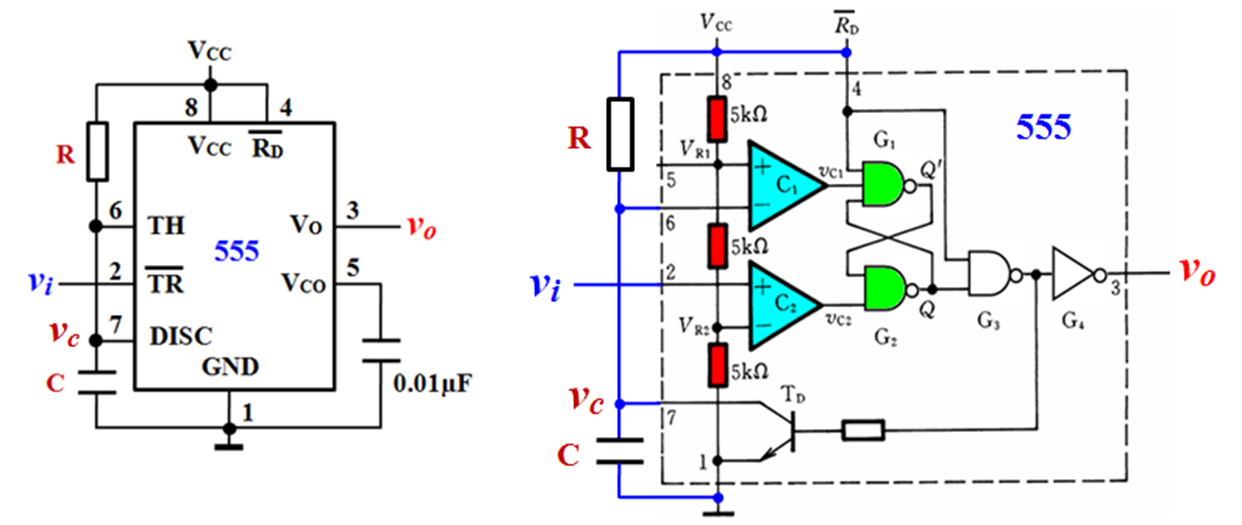 VCC
8
4
VCC
R̅D̅
R
6
TH
VO
3
vo
555
vi
2
T̅R̅
VCO
5
vc
7
DISC
C
GND
0.01μF
1
VCC
R̅D
8
4
5kΩ
555
R
G1
VR1
vC1
Q'
5
C1
6
5kΩ
vi
2
C2
vC2
Q
3
vo
VR2
G2
G3
G4
5kΩ
TD
vc
7
C
1